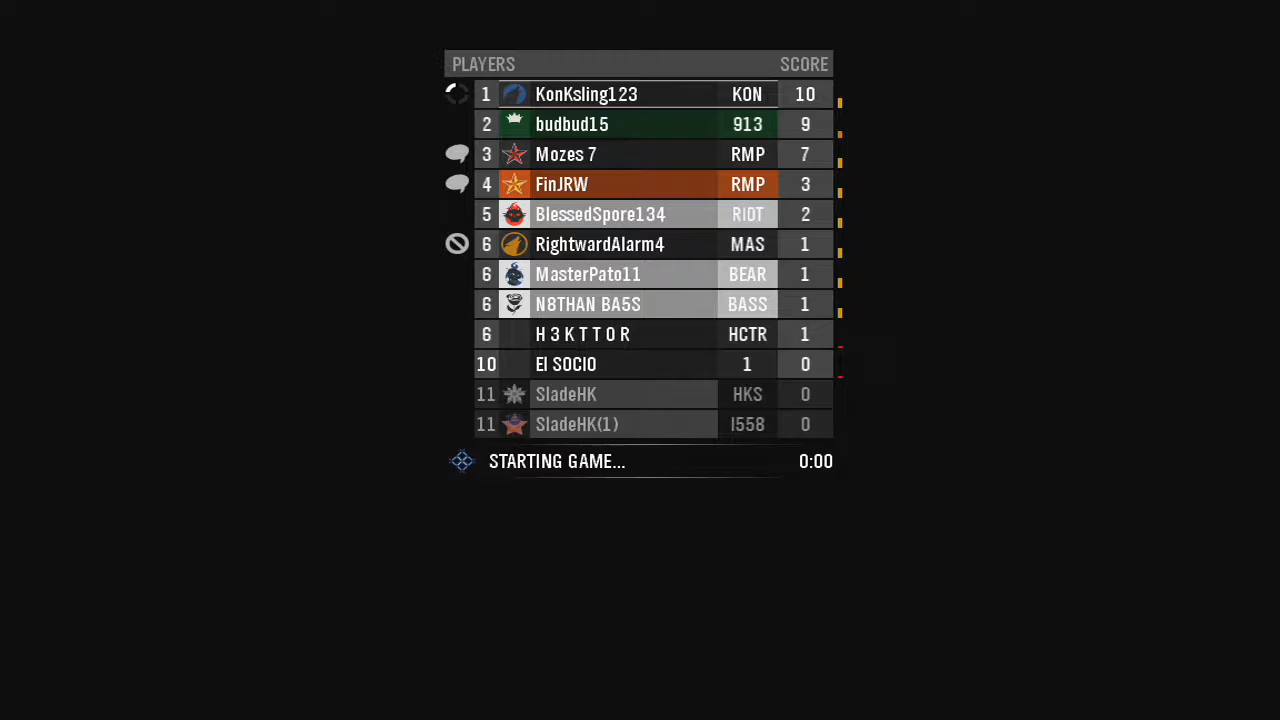 PLAYERS SCORE
1 KonKsling123 KON 10
2 budbud15 913 9
3 Mozes 7 RMP 7
4 FinJRW RMP 3
5 BlessedSpore134 RIOT 2
6 RightwardAlarm4 MAS 1
6 MasterPato11 BEAR 1
6 N8THAN BA5S BASS 1
6 H 3 K T T O R HCTR 1
10 El SOCIO 1 0
11 SladeHK HKS 0
11 SladeHK(1) I558 0
STARTING GAME... 0:00